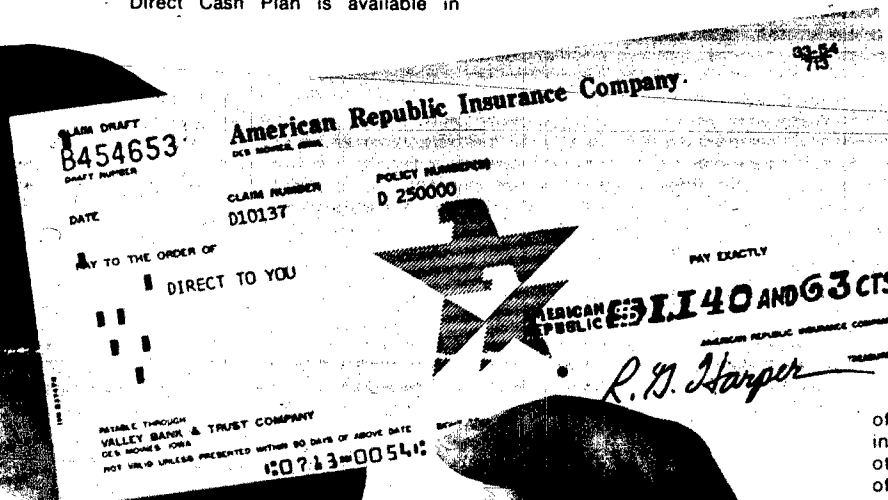 Direct Cash Plan is available in
33-54
713
American Republic Insurance Company.
DES MOINES, IOWA
CLAIM DRAFT
B454653
DRAFT NUMBER
DATE
CLAIM NUMBER
D10137
POLICY NUMBER(S)
D 250000
PAY TO THE ORDER OF
DIRECT TO YOU
PAY EXACTLY
AMERICAN
REPUBLIC
1140 AND 63 CTS
AMERICAN REPUBLIC INSURANCE COMPANY
R. G. Harper
TREASURER
PAYABLE THROUGH
VALLEY BANK & TRUST COMPANY
DES MOINES IOWA
NOT VALID UNLESS PRESENTED WITHIN 90 DAYS OF ABOVE DATE
⑆0713⑉0054⑆
of
in
of
of